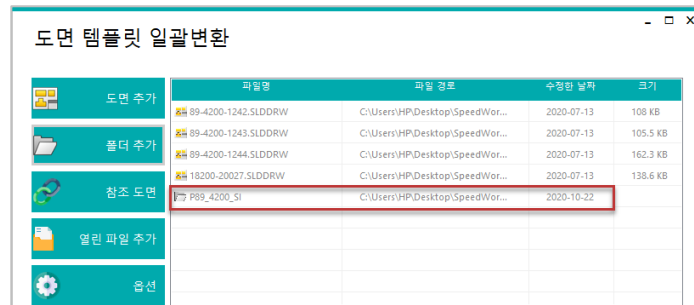 도면 템플릿 일괄변환
도면 추가
폴더 추가
참조 도면
열린 파일 추가
옵션
파일명 파일 경로 수정한 날짜 크기
89-4200-1242.SLDDRW C:\Users\HP\Desktop\SpeedWor... 2020-07-13 108 KB
89-4200-1243.SLDDRW C:\Users\HP\Desktop\SpeedWor... 2020-07-13 105.5 KB
89-4200-1244.SLDDRW C:\Users\HP\Desktop\SpeedWor... 2020-07-13 162.3 KB
18200-20027.SLDDRW C:\Users\HP\Desktop\SpeedWor... 2020-07-13 138.6 KB
P89_4200_SI C:\Users\HP\Desktop\SpeedWor... 2020-10-22